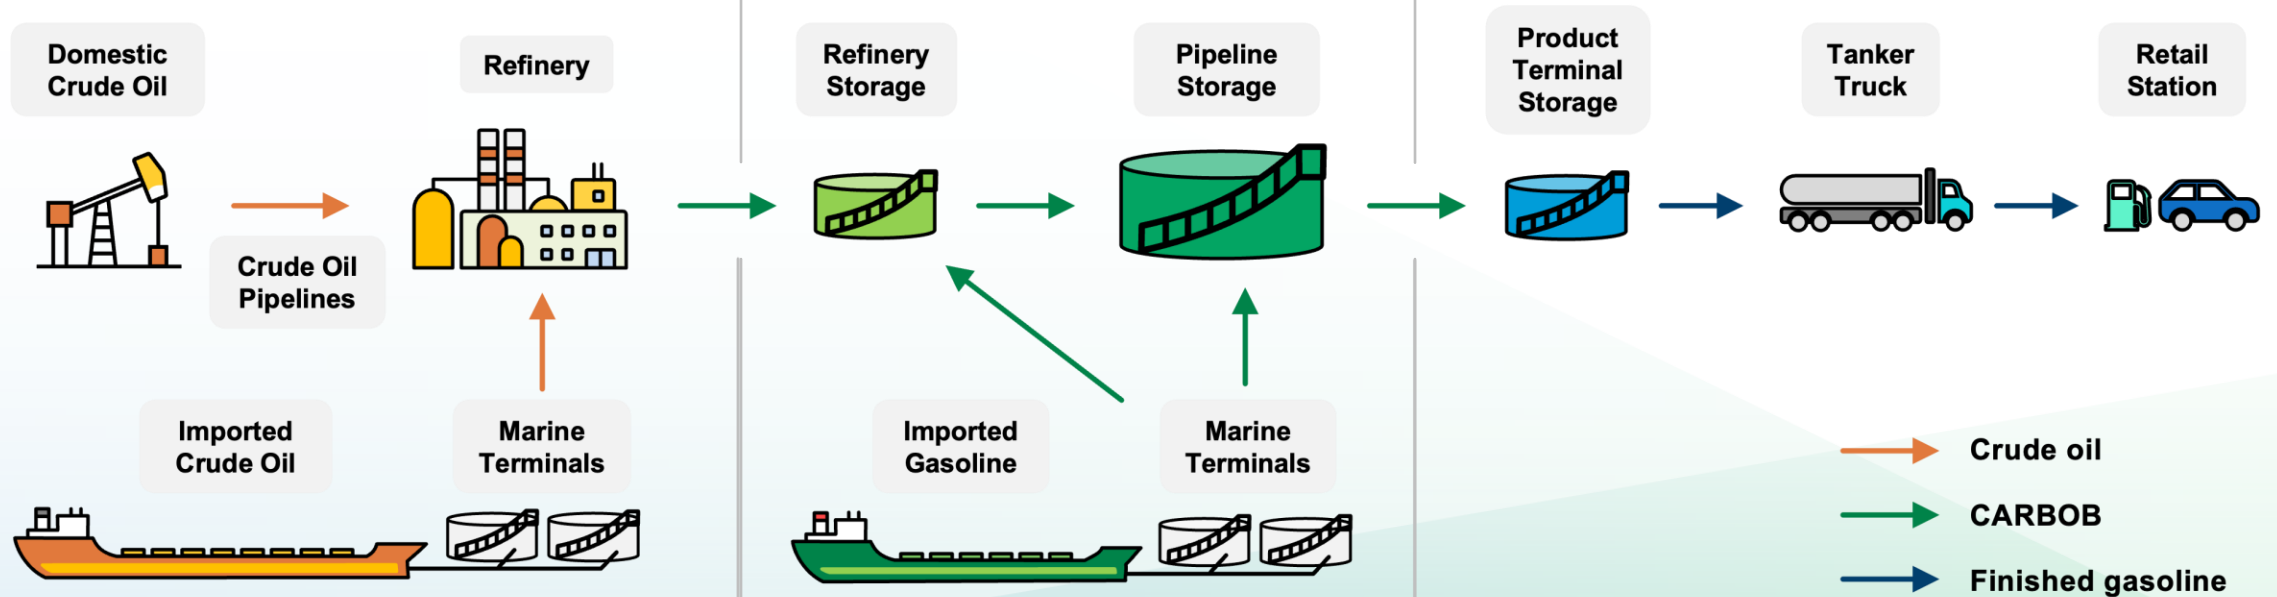 Domestic
Crude Oil
Refinery
Refinery
Storage
Pipeline
Storage
Product
Terminal
Storage
Tanker
Truck
Retail
Station
Crude Oil
Pipelines
Imported
Crude Oil
Marine
Terminals
Imported
Gasoline
Marine
Terminals
Crude oil
CARBOB
Finished gasoline